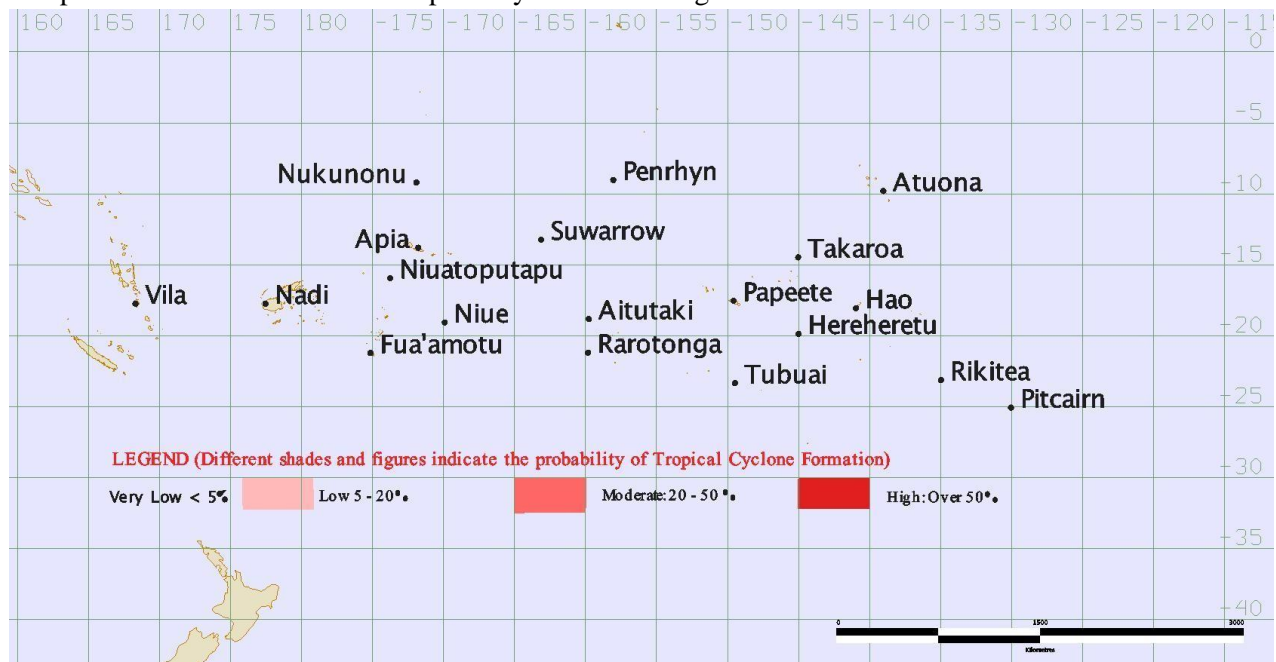 160 170 175 180 -175 -165 -160 -155 -150 -145 -140 -130 -125 -120
0
-5
Nukunonu
Penrhyn
Atuona
-10
Apia
Suwarrow
Takaroa
-15
Niuatoputapu
Vila
Nadi
Niue
Aitutaki
Papeete
Hao
Hereheretu
-20
Fua'amotu
Rarotonga
Tubuai
Rikitea
Pitcairn
-25
LEGEND (Different shades and figures indicate the probability of Tropical Cyclone Formation)
-30
Very Low < 5% Low 5 - 20% Moderate: 20 - 50 % High: Over 50%
-35
-40
0 1500 3000
Kilometres